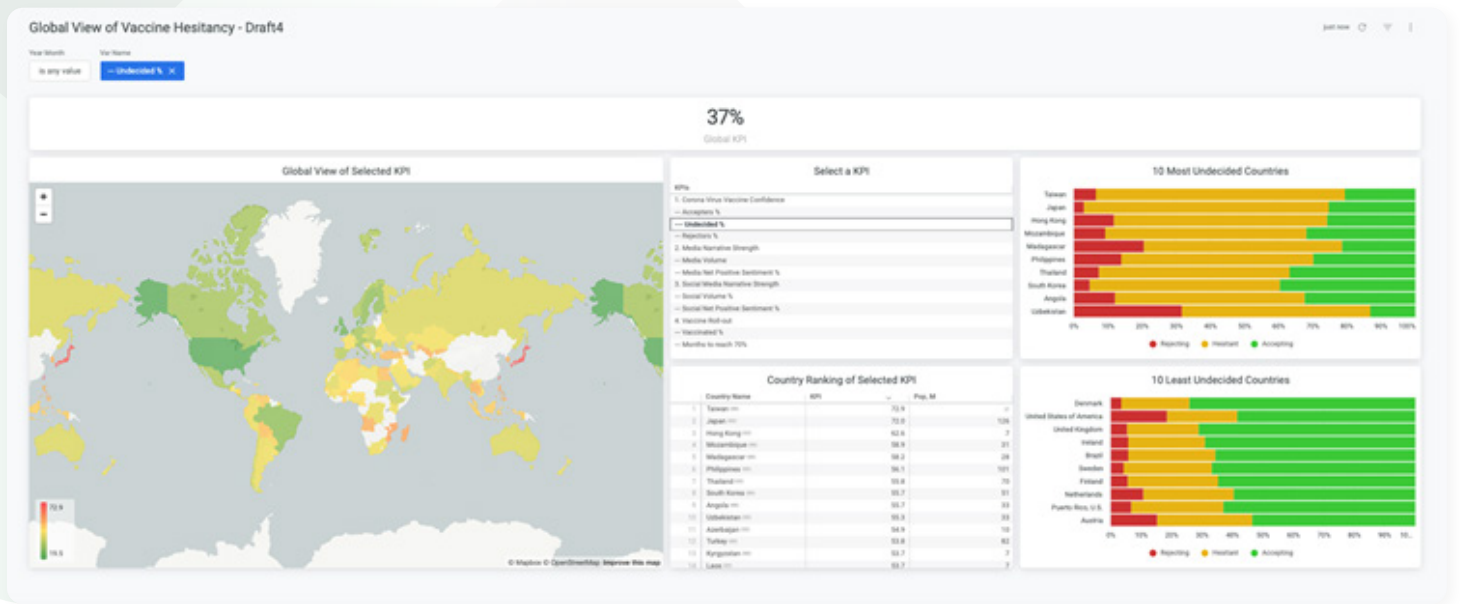 Global View of Vaccine Hesitancy - Draft4
just now
Year Month
Var Name
is any value
-- Undecided % ×
37%
Global KPI
Global View of Selected KPI
+
−
72.9
19.5
© Mapbox © OpenStreetMap Improve this map
Select a KPI
KPIs
1. Corona Virus Vaccine Confidence
-- Accepters %
-- Undecided %
-- Rejectors %
2. Media Narrative Strength
-- Media Volume
-- Media Net Positive Sentiment %
3. Social Media Narrative Strength
-- Social Volume %
-- Social Net Positive Sentiment %
4. Vaccine Roll-out
-- Vaccinated %
-- Months to reach 70%
Country Ranking of Selected KPI
Country Name KPI Pop, M
1 Taiwan 72.9
2 Japan 72.0 126
3 Hong Kong 62.6 7
4 Mozambique 58.9 31
5 Madagascar 58.2 28
6 Philippines 56.1 101
7 Thailand 55.8 70
8 South Korea 55.7 51
9 Angola 55.7 33
10 Uzbekistan 55.3 33
11 Azerbaijan 54.9 10
12 Turkey 53.8 82
13 Kyrgyzstan 53.7 7
14 Laos 53.7 7
10 Most Undecided Countries
Taiwan
Japan
Hong Kong
Mozambique
Madagascar
Philippines
Thailand
South Korea
Angola
Uzbekistan
0% 10% 20% 30% 40% 50% 60% 70% 80% 90% 100%
Rejecting Hesitant Accepting
10 Least Undecided Countries
Denmark
United States of America
United Kingdom
Ireland
Brazil
Sweden
Finland
Netherlands
Puerto Rico, U.S.
Austria
0% 10% 20% 30% 40% 50% 60% 70% 80% 90% 10...
Rejecting Hesitant Accepting